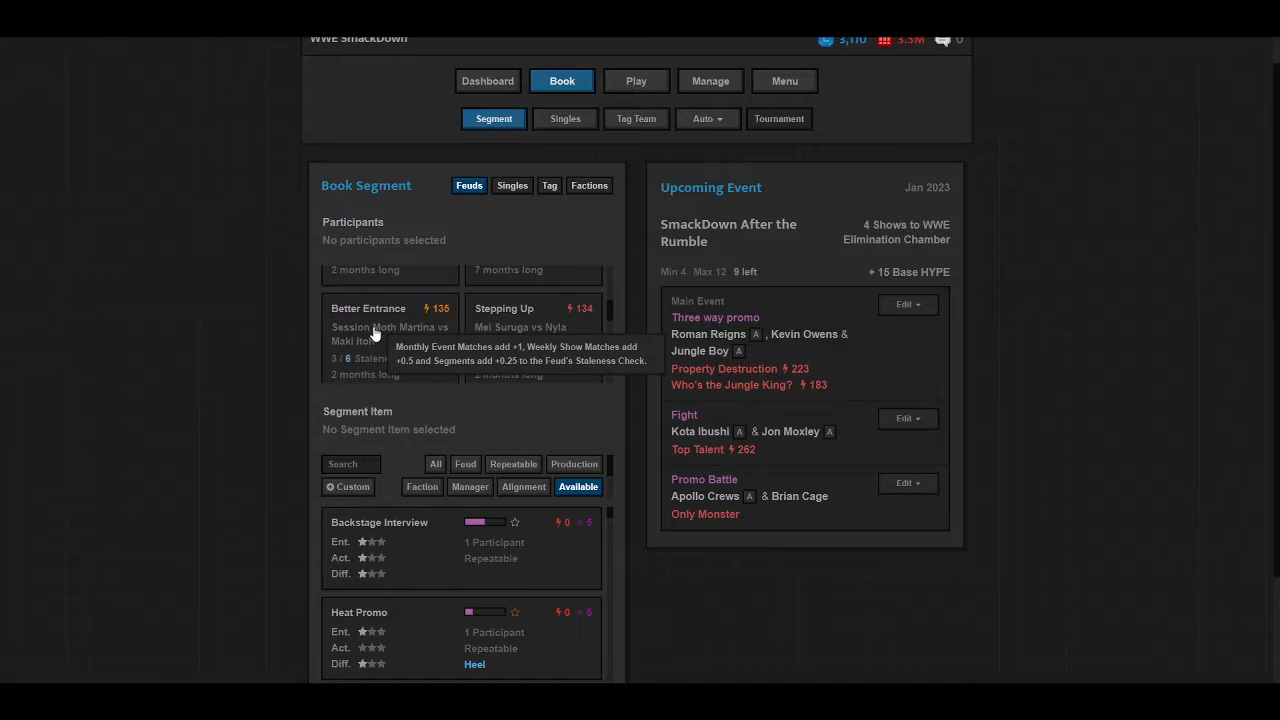 WWE SmackDown
3,110 3.5M 0
Dashboard Book Play Manage Menu
Segment Singles Tag Team Auto Tournament
Book Segment Feuds Singles Tag Factions
Participants
No participants selected
2 months long 7 months long
Better Entrance 135 Stepping Up 134
Session Moth Martina vs Mei Suruga vs Nyla
Maki Itoh
3 / 6
2 months long 2 months long
Monthly Event Matches add +1, Weekly Show Matches add
+0.5 and Segments add +0.25 to the Feud's Staleness Check.
Segment Item
No Segment Item selected
Search All Feud Repeatable Production
Custom Faction Manager Alignment Available
Backstage Interview 0 5
Ent. 1 Participant
Act. Repeatable
Diff.
Heat Promo 0 5
Ent. 1 Participant
Act. Repeatable
Diff. Heel
Upcoming Event Jan 2023
SmackDown After the 4 Shows to WWE
Rumble Elimination Chamber
Min 4 Max 12 9 left + 15 Base HYPE
Main Event Edit
Three way promo
Roman Reigns A , Kevin Owens &
Jungle Boy A
Property Destruction 223
Who's the Jungle King? 183
Fight Edit
Kota Ibushi A & Jon Moxley A
Top Talent 262
Promo Battle Edit
Apollo Crews A & Brian Cage
Only Monster